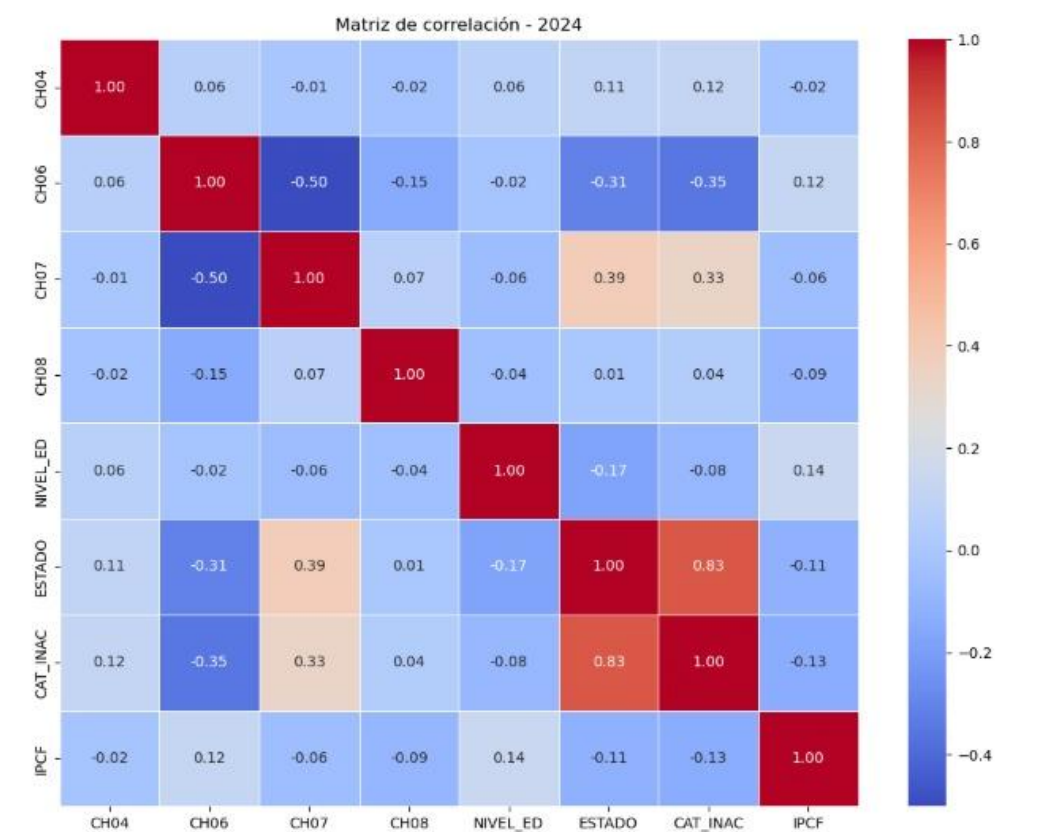 Matriz de correlación - 2024
CH04 1.00 0.06 -0.01 -0.02 0.06 0.11 0.12 -0.02
CH06 0.06 1.00 -0.50 -0.15 -0.02 -0.31 -0.35 0.12
CH07 -0.01 -0.50 1.00 0.07 -0.06 0.39 0.33 -0.06
CH08 -0.02 -0.15 0.07 1.00 -0.04 0.01 0.04 -0.09
NIVEL_ED 0.06 -0.02 -0.06 -0.04 1.00 -0.17 -0.08 0.14
ESTADO 0.11 -0.31 0.39 0.01 -0.17 1.00 0.83 -0.11
CAT_INAC 0.12 -0.35 0.33 0.04 -0.08 0.83 1.00 -0.13
IPCF -0.02 0.12 -0.06 -0.09 0.14 -0.11 -0.13 1.00
CH04 CH06 CH07 CH08 NIVEL_ED ESTADO CAT_INAC IPCF
1.0
0.8
0.6
0.4
0.2
0.0
−0.2
−0.4